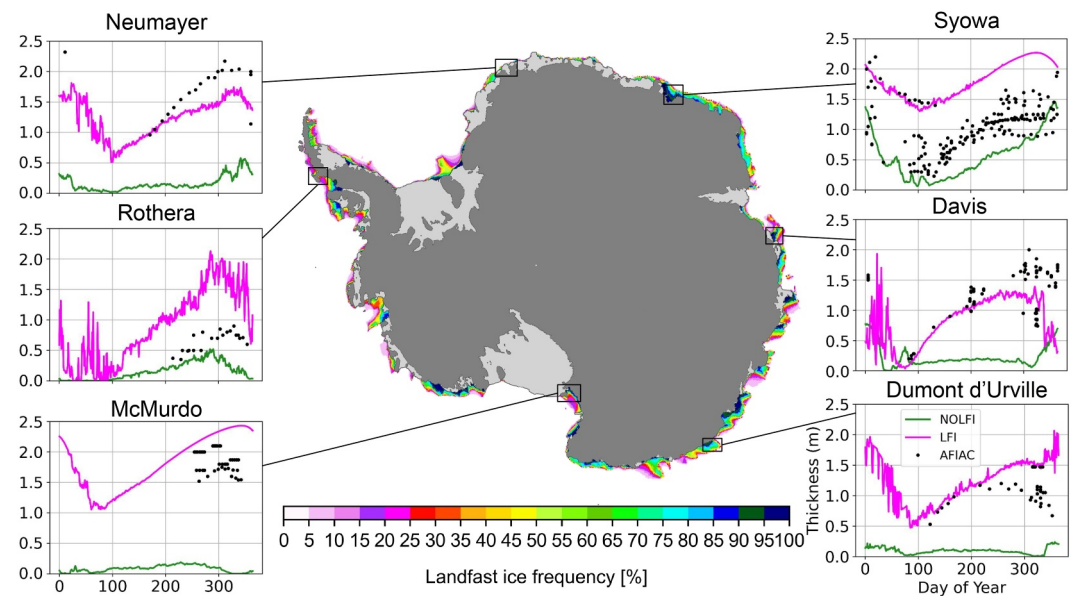 Neumayer
2.5
2.0
1.5
1.0
0.5
0.0
Rothera
2.5
2.0
1.5
1.0
0.5
0.0
McMurdo
2.5
2.0
1.5
1.0
0.5
0.0
0 100 200 300
Syowa
2.5
2.0
1.5
1.0
0.5
0.0
Davis
2.5
2.0
1.5
1.0
0.5
0.0
Dumont d’Urville
2.5
2.0
1.5
1.0
0.5
0.0
Thickness (m)
NOLFI
LFI
AFIAC
0 100 200 300
Day of Year
0 5 10 15 20 25 30 35 40 45 50 55 60 65 70 75 80 85 90 95 100
Landfast ice frequency [%]